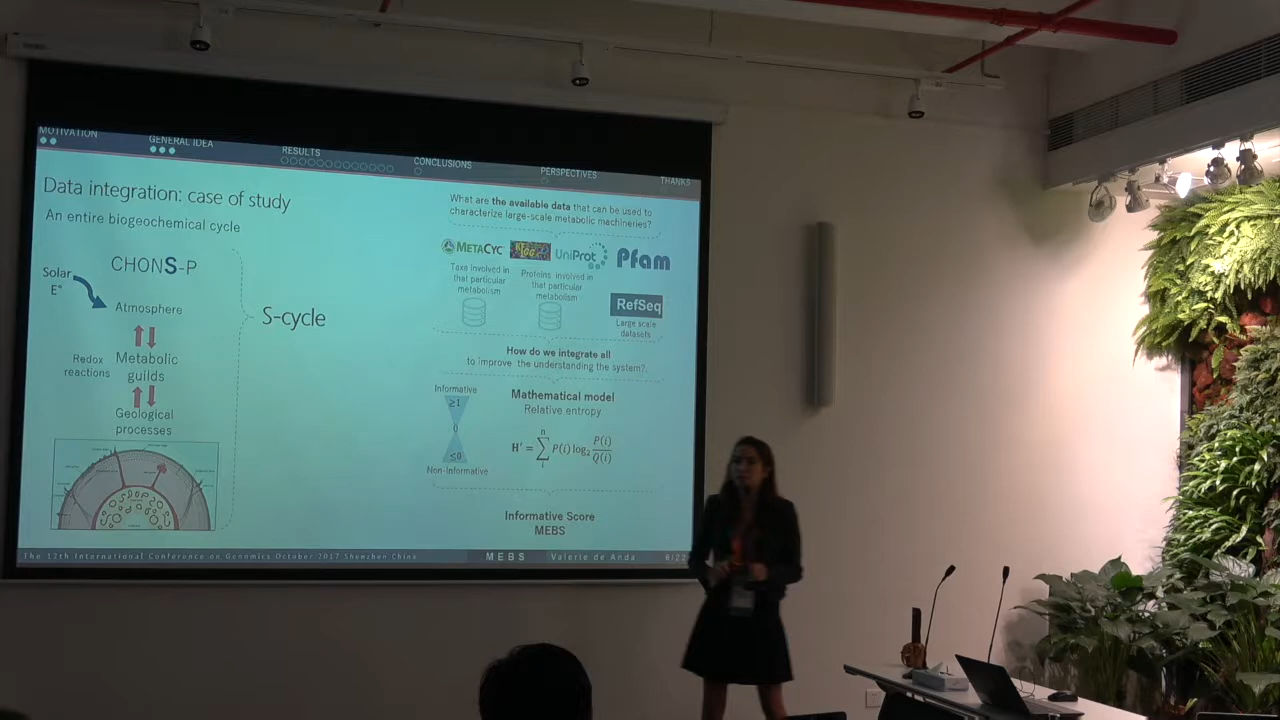 MOTIVATION
GENERAL IDEA
RESULTS
CONCLUSIONS
PERSPECTIVES
THANKS
Data integration: case of study
An entire biogeochemical cycle
CHONS-P
Solar
E°
Atmosphere
Redox
reactions
Metabolic
guilds
Geological
processes
S-cycle
What are the available data that can be used to
characterize large-scale metabolic machineries?
METACYC
KEGG
UniProt
Pfam
Taxa involved in
that particular
metabolism
Proteins involved in
that particular
metabolism
RefSeq
Large scale
datasets
How do we integrate all
to improve the understanding the system?,
Informative
≥1
0
≤0
Non-Informative
Mathematical model
Relative entropy
H′ = ∑ n i P(i) log₂ P(i)/Q(i)
Informative Score
MEBS
The 12th International Conference on Genomics October 2017 Shenzhen China
MEBS
Valerie de Anda
6/22